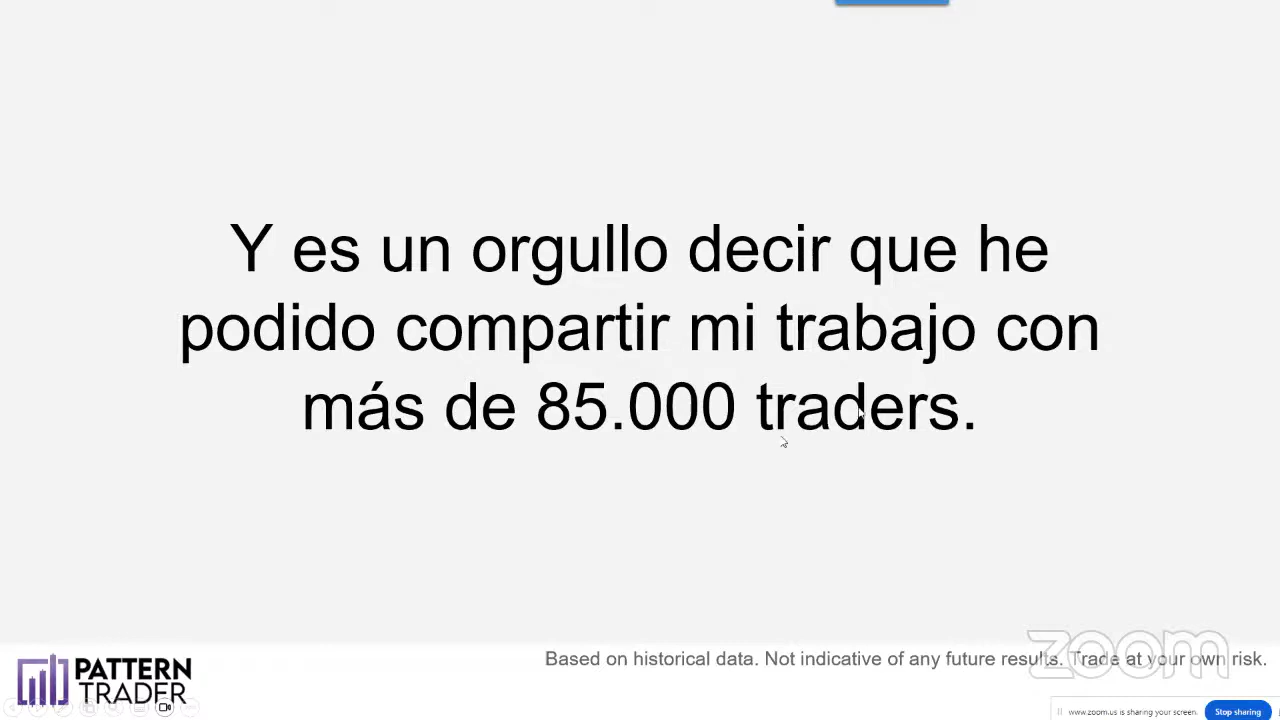 Y es un orgullo decir que he
podido compartir mi trabajo con
más de 85.000 traders.
zoom
Based on historical data. Not indicative of any future results. Trade at your own risk.
PATTERN
TRADER
www.zoom.us is sharing your screen.
Stop sharing